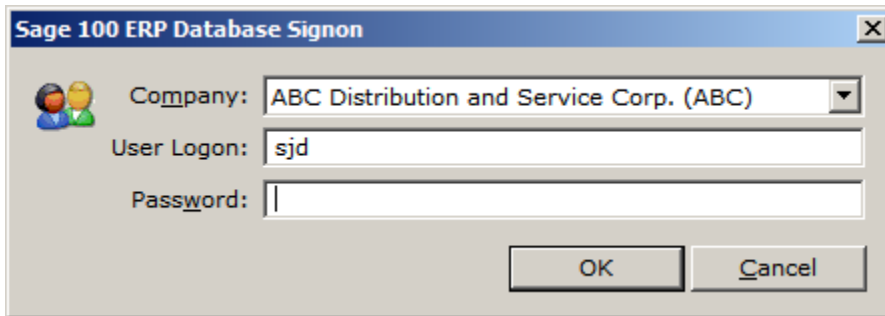 Sage 100 ERP Database Signon
Company: ABC Distribution and Service Corp. (ABC)
User Logon: sjd
Password:
OK Cancel